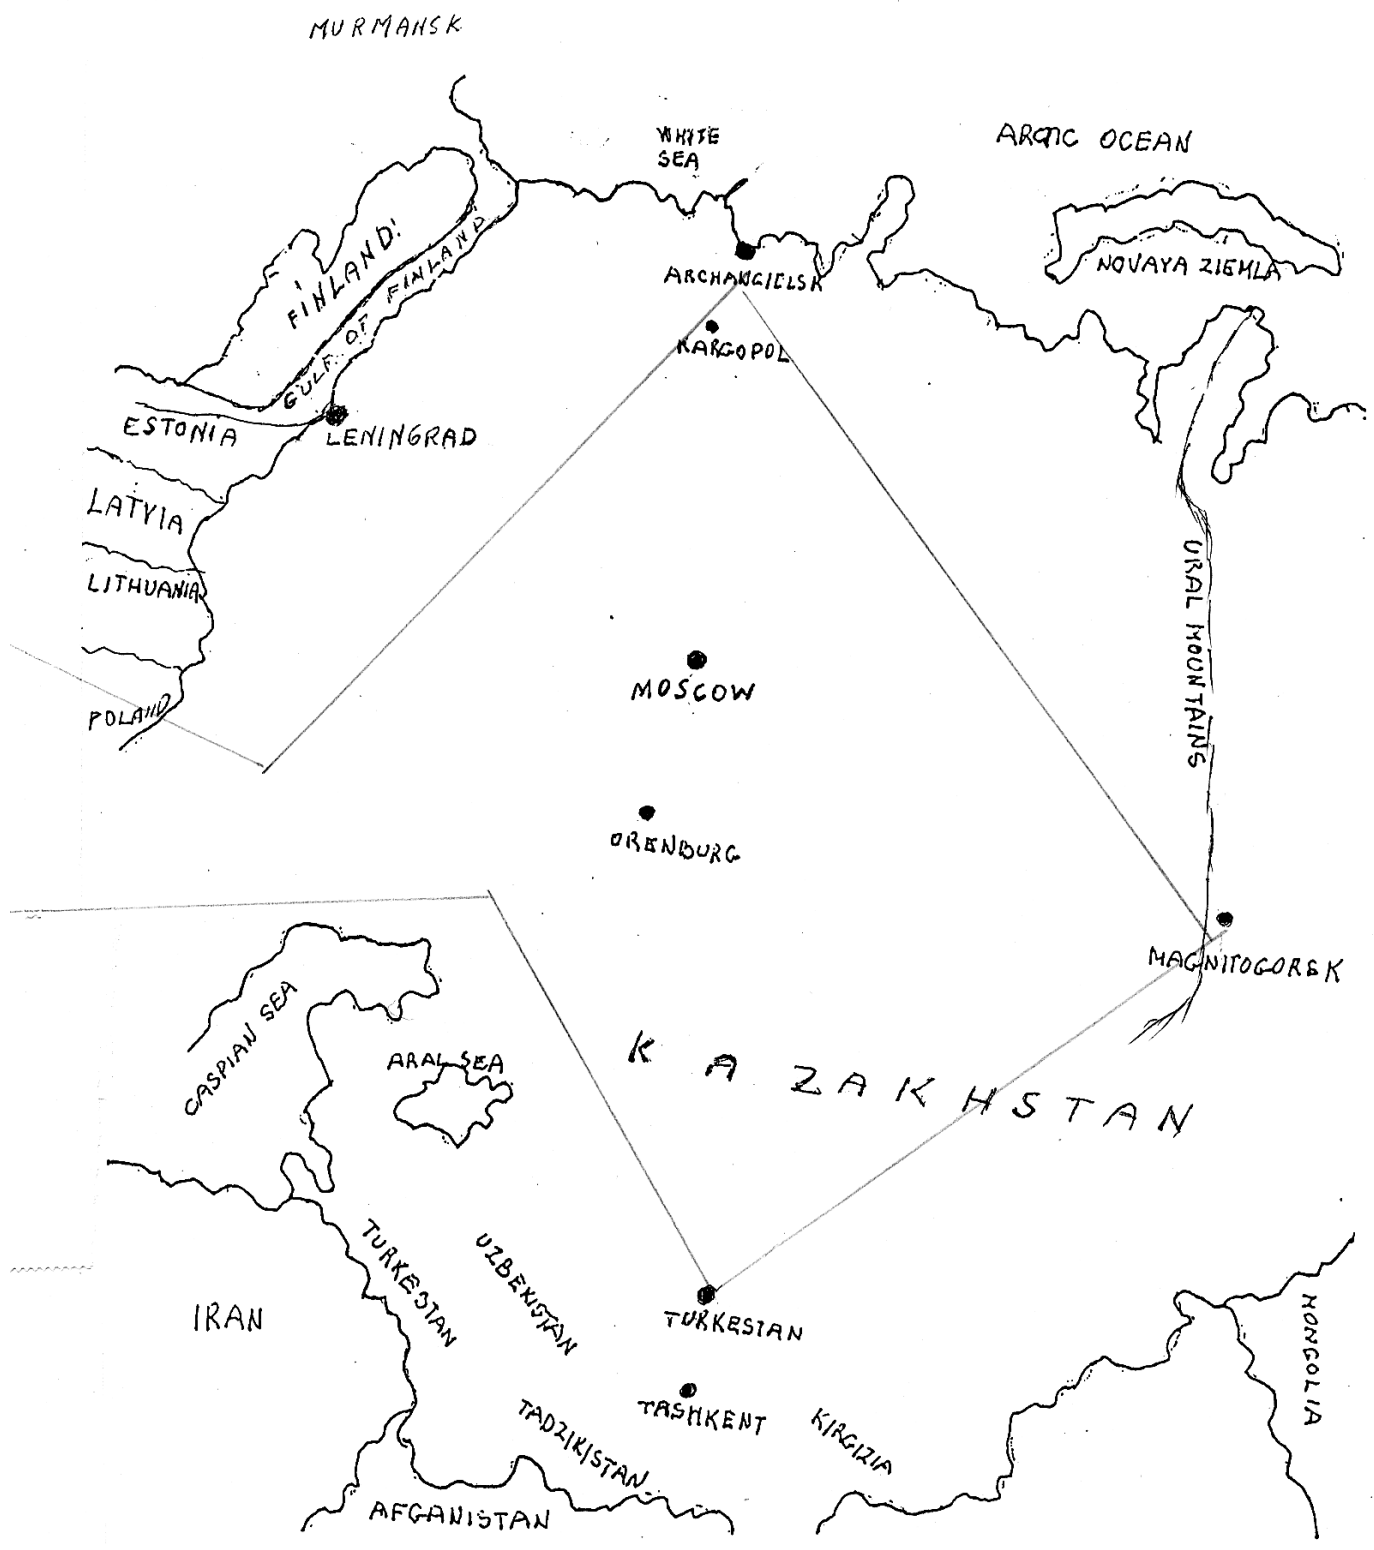 MURMANSK
WHITE
SEA
ARCTIC OCEAN
FINLAND!
GULF OF FINLAND
NOVAYA ZIEMLA
ARCHANGIELSK
KARGOPOL
ESTONIA
LENINGRAD
LATVIA
LITHUANIA
URAL MOUNTAINS
MOSCOW
POLAND
ORENBURG
MAGNITOGORSK
CASPIAN SEA
ARAL SEA
KAZAKHSTAN
TURKESTAN
UZBEKISTAN
IRAN
TURKESTAN
MONGOLIA
TASHKENT
TADZIKISTAN
KIRGIZIA
AFGANISTAN